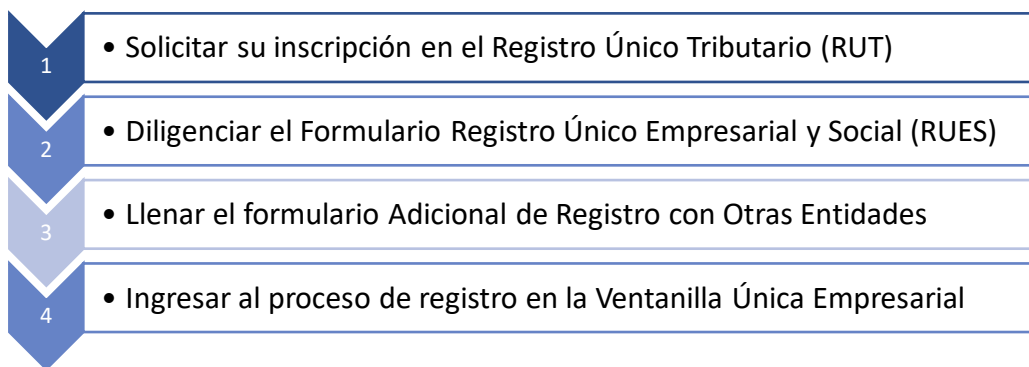 1
• Solicitar su inscripción en el Registro Único Tributario (RUT)
2
• Diligenciar el Formulario Registro Único Empresarial y Social (RUES)
3
• Llenar el formulario Adicional de Registro con Otras Entidades
4
• Ingresar al proceso de registro en la Ventanilla Única Empresarial